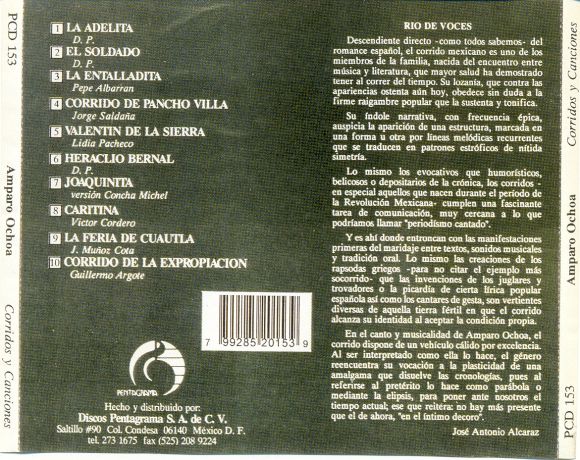 PCD 153
Amparo Ochoa
Corridos y Canciones
1 LA ADELITA
D. P.
2 EL SOLDADO
D. P.
3 LA ENTALLADITA
Pepe Albarran
4 CORRIDO DE PANCHO VILLA
Jorge Saldaña
5 VALENTIN DE LA SIERRA
Lidia Pacheco
6 HERACLIO BERNAL
D. P.
7 JOAQUINITA
versión Concha Michel
8 CARITINA
Victor Cordero
9 LA FERIA DE CUAUTLA
J. Muñoz Cota
10 CORRIDO DE LA EXPROPIACION
Guillermo Argote
7 99285 20153 9
PENTAGRAMA
Hecho y distribuido por:
Discos Pentagrama S. A. de C. V.
Saltillo #90 Col. Condesa 06140 México D. F.
tel. 273 1675 fax (525) 208 9224
RIO DE VOCES
Descendiente directo -como todos sabemos- del
romance español, el corrido mexicano es uno de los
miembros de la familia, nacida del encuentro entre
música y literatura, que mayor salud ha demostrado
tener al correr del tiempo. Su lozanía, que contra las
apariencias ostenta aún hoy, obedece sin duda a la
firme raigambre popular que la sustenta y tonifica.
Su índole narrativa, con frecuencia épica,
auspicia la aparición de una estructura, marcada en
una forma u otra por líneas melódicas recurrentes
que se traducen en patrones estróficos de nítida
simetría.
Lo mismo los evocativos que humorísticos,
belicosos o depositarios de la crónica, los corridos -
en especial aquellos que nacen durante el período de
la Revolución Mexicana- cumplen una fascinante
tarea de comunicación, muy cercana a lo que
podríamos llamar "periodísmo cantado".
Y es ahí donde entroncan con las manifestaciones
primeras del maridaje entre textos, sonidos musicales
y tradición oral. Lo mismo las creaciones de los
rapsodas griegos -para no citar el ejemplo más
socorrido- que las invenciones de los juglares y
trovadores o la picardía de cierta lírica popular
española así como los cantares de gesta, son vertientes
diversas de aquella tierra fértil en que el corrido
alcanza su identidad al aceptar la condición propia.
En el canto y musicalidad de Amparo Ochoa, el
corrido dispone de un vehículo cálido por excelencia.
Al ser interpretado como ella lo hace, el género
reencuentra su vocación a la plasticidad de una
amalgama que disuelve las cronologías, pues al
referirse al pretérito lo hace como parábola o
mediante la elipsis, para poner ante nosotros el
tiempo actual; ese que reitera: no hay más presente
que el de ahora, "en el íntimo decoro".
José Antonio Alcaraz
Corridos y Canciones
Amparo Ochoa
PCD 153